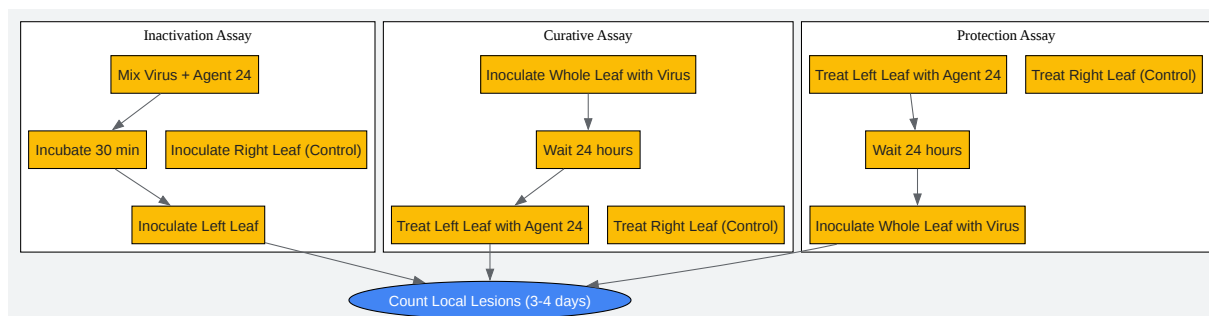 Inactivation Assay
Mix Virus + Agent 24
Incubate 30 min
Inoculate Right Leaf (Control)
Inoculate Left Leaf
Curative Assay
Inoculate Whole Leaf with Virus
Wait 24 hours
Treat Left Leaf with Agent 24
Treat Right Leaf (Control)
Protection Assay
Treat Left Leaf with Agent 24
Treat Right Leaf (Control)
Wait 24 hours
Inoculate Whole Leaf with Virus
Count Local Lesions (3-4 days)